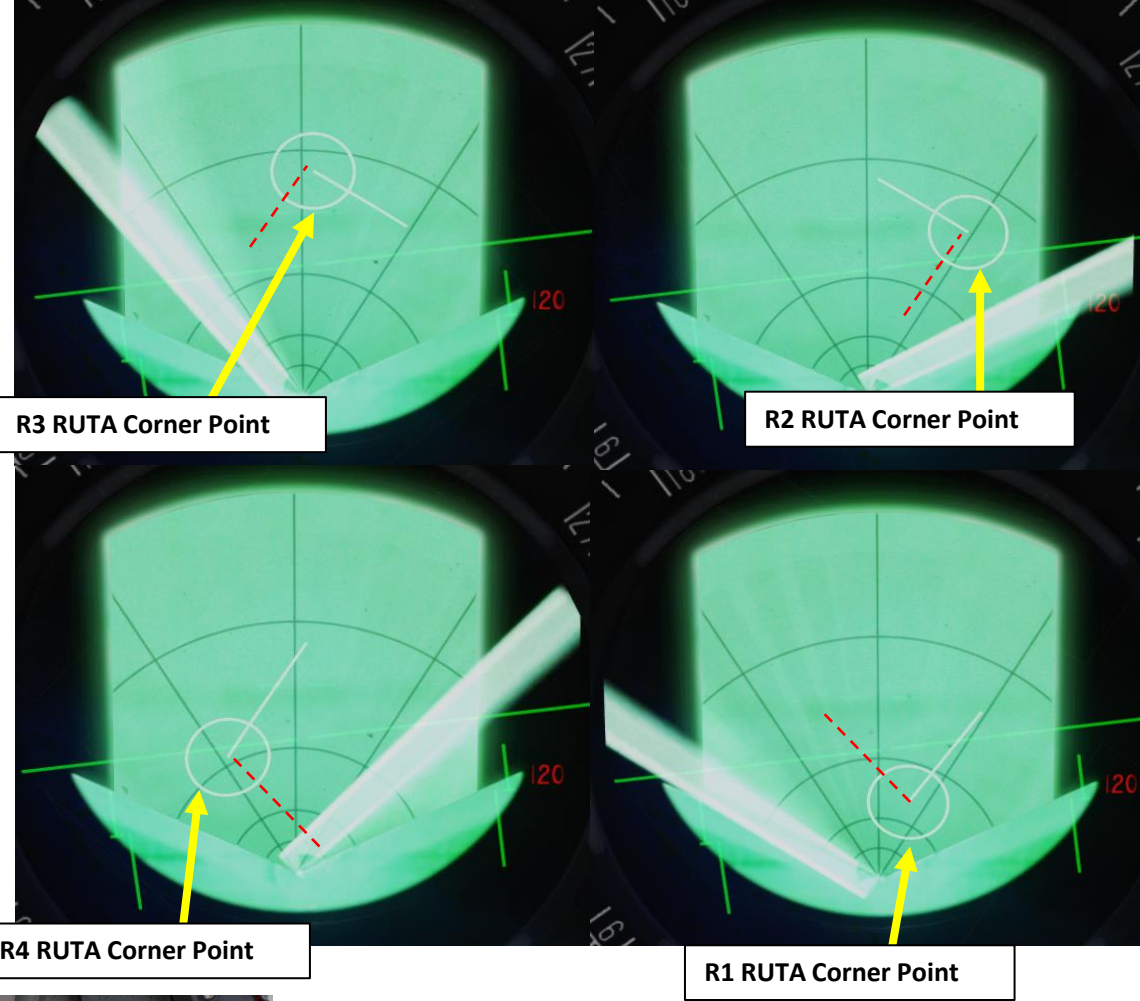 120
120
R3 RUTA Corner Point
R2 RUTA Corner Point
120
120
R4 RUTA Corner Point
R1 RUTA Corner Point